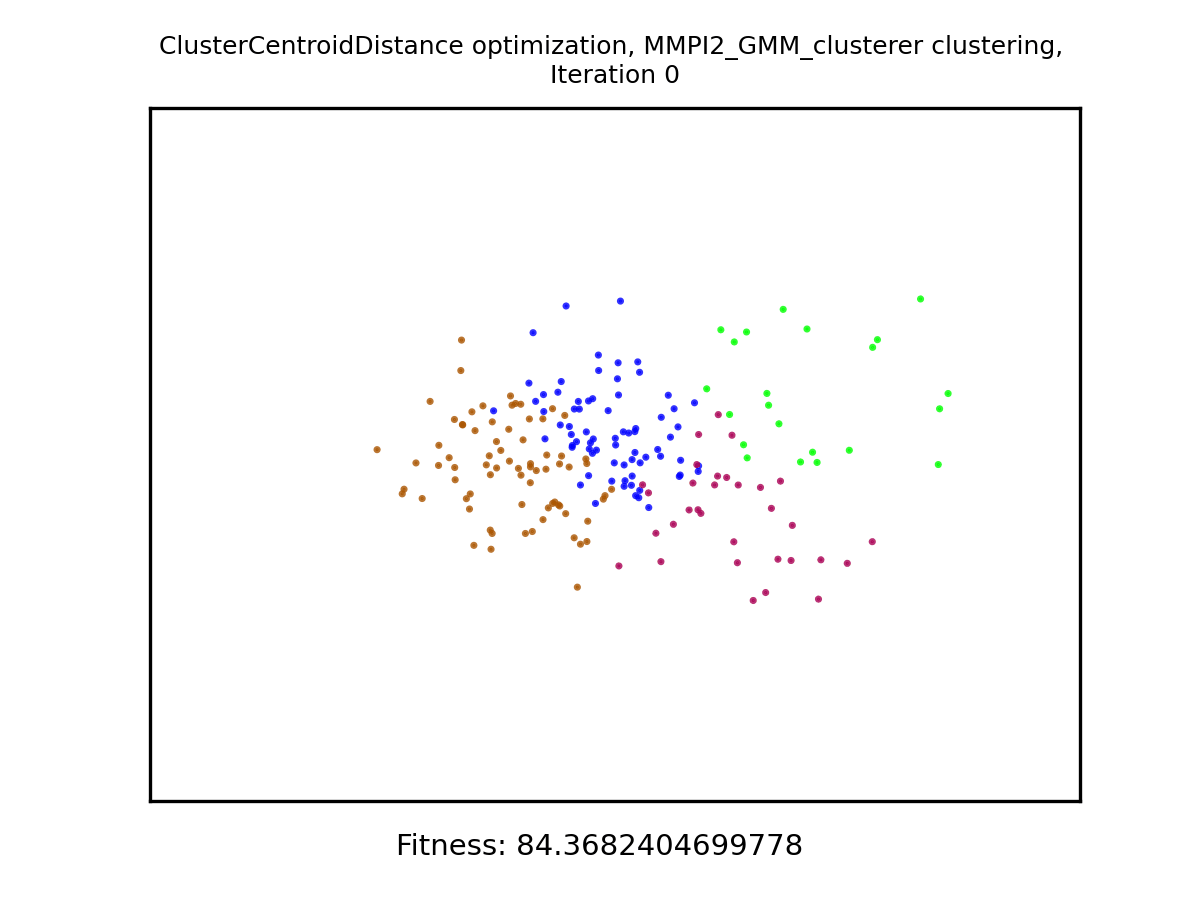 ClusterCentroidDistance optimization, MMPI2_GMM_clusterer clustering,
Iteration 0
Fitness: 84.3682404699778